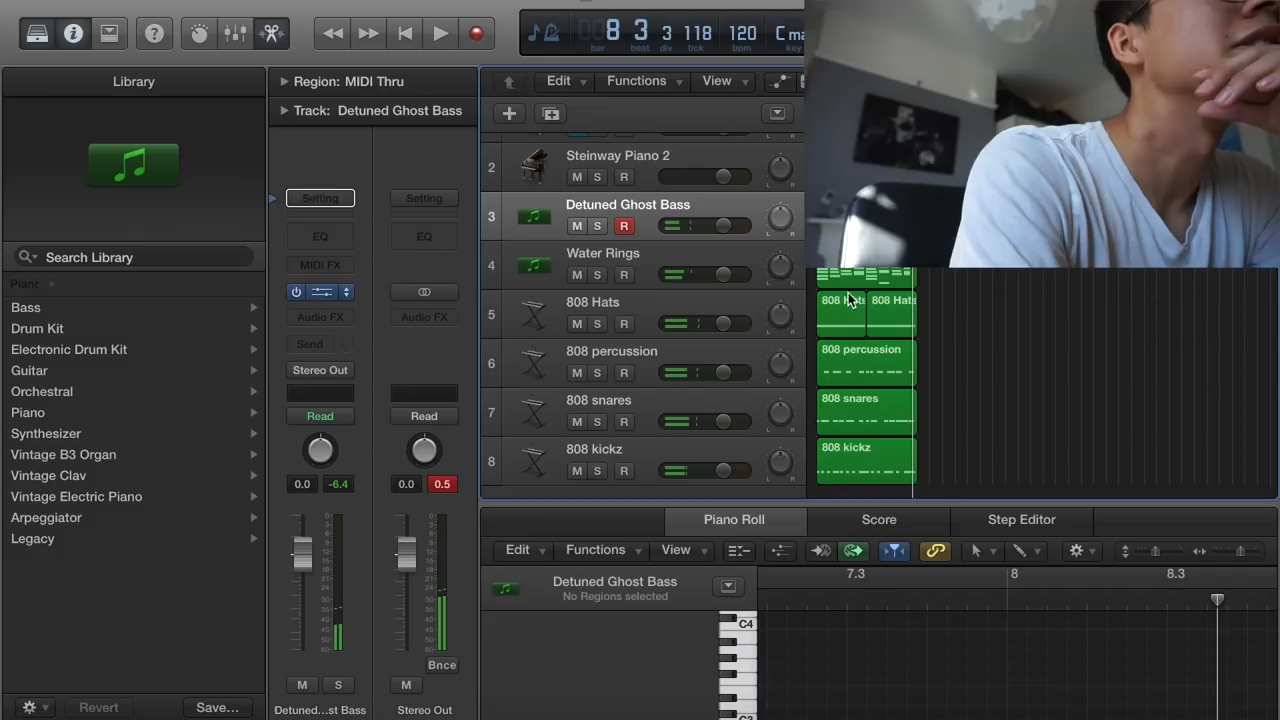 8 3 3 118 120 C ma
bar beat div tick bpm key
Library
Region: MIDI Thru
Track: Detuned Ghost Bass
Edit Functions View
Search Library
Bass
Drum Kit
Electronic Drum Kit
Guitar
Orchestral
Piano
Synthesizer
Vintage B3 Organ
Vintage Clav
Vintage Electric Piano
Arpeggiator
Legacy
Revert Save...
Setting Setting
EQ EQ
MIDI FX
Audio FX Audio FX
Send
Stereo Out
Read Read
0.0 -6.4 0.0 0.5
Bnce
M S M
Detuned...st Bass Stereo Out
2 Steinway Piano 2
M S R
3 Detuned Ghost Bass
M S R
4 Water Rings
M S R
5 808 Hats
M S R
6 808 percussion
M S R
7 808 snares
M S R
8 808 kickz
M S R
808 Hats 808 Hats
808 percussion
808 snares
808 kickz
Piano Roll Score Step Editor
Edit Functions View
Detuned Ghost Bass
No Regions selected
7.3 8 8.3
C4